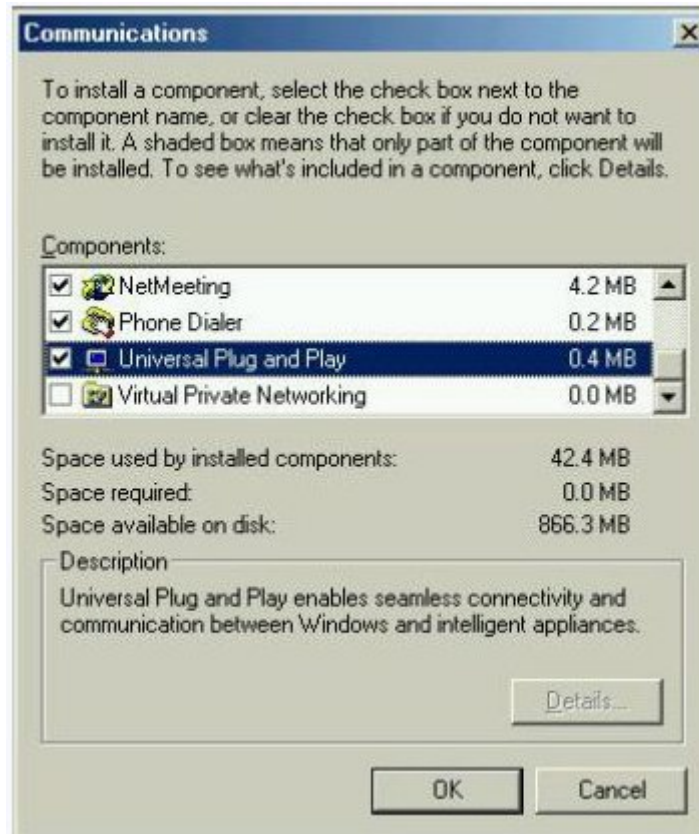 Communications
To install a component, select the check box next to the
component name, or clear the check box if you do not want to
install it. A shaded box means that only part of the component will
be installed. To see what's included in a component, click Details.
Components:
NetMeeting 4.2 MB
Phone Dialer 0.2 MB
Universal Plug and Play 0.4 MB
Virtual Private Networking 0.0 MB
Space used by installed components: 42.4 MB
Space required: 0.0 MB
Space available on disk: 866.3 MB
Description
Universal Plug and Play enables seamless connectivity and
communication between Windows and intelligent appliances.
Details...
OK Cancel